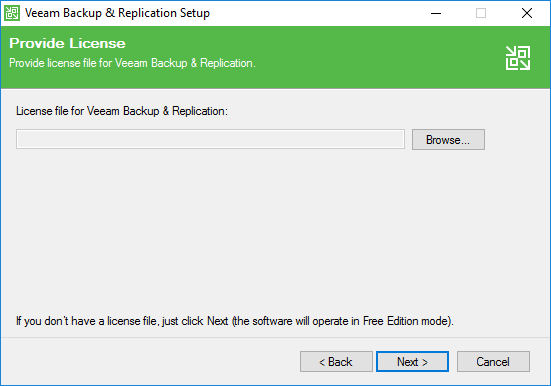 Veeam Backup & Replication Setup
Provide License
Provide license file for Veeam Backup & Replication.
License file for Veeam Backup & Replication:
Browse...
If you don't have a license file, just click Next (the software will operate in Free Edition mode).
< Back
Next >
Cancel